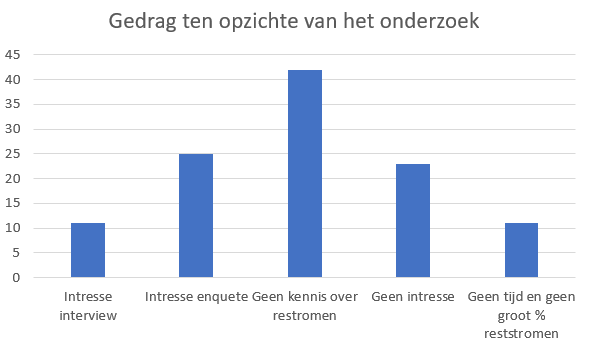 Gedrag ten opzichte van het onderzoek
45
40
35
30
25
20
15
10
5
0
Intresse
interview
Intresse enquete
Geen kennis over
restromen
Geen intresse
Geen tijd en geen
groot %
reststromen